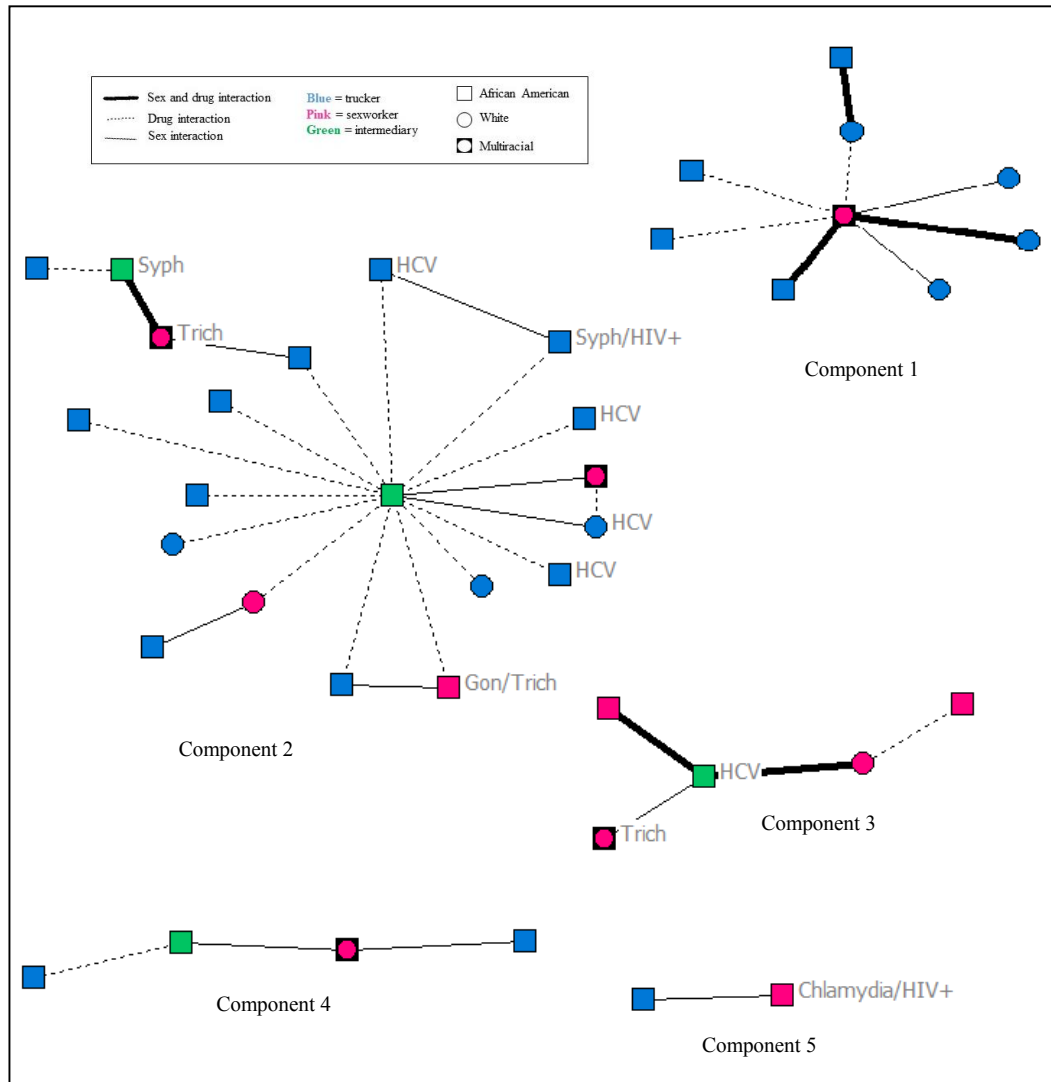 Sex and drug interaction
Drug interaction
Sex interaction
Blue = trucker
Pink = sexworker
Green = intermediary
African American
White
Multiracial
Component 1
Syph
HCV
Trich
Syph/HIV+
HCV
HCV
HCV
Gon/Trich
Component 2
HCV
Trich
Component 3
Component 4
Chlamydia/HIV+
Component 5